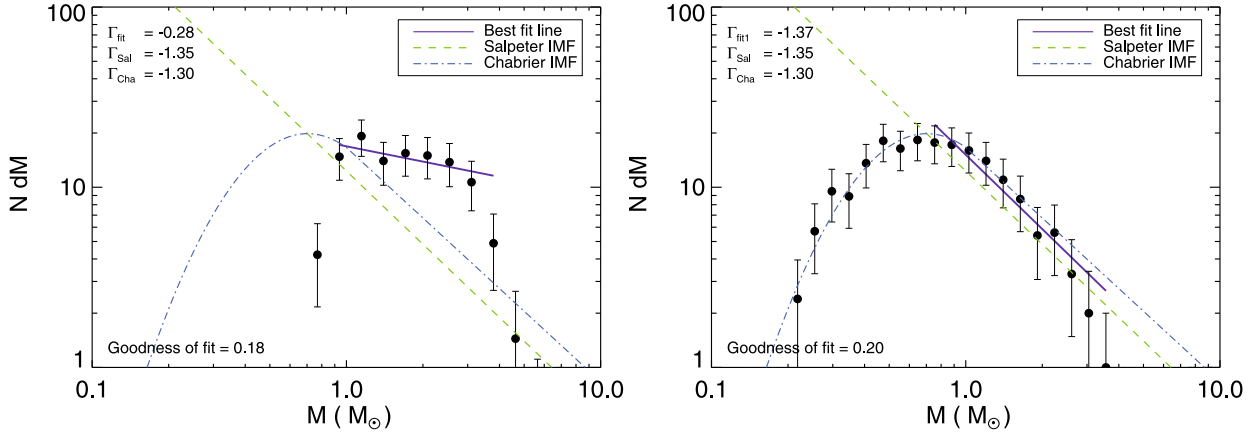 100
Γfit = -0.28
ΓSal = -1.35
ΓCha = -1.30
Best fit line
Salpeter IMF
Chabrier IMF
N dM
10
Goodness of fit = 0.18
1
0.1 1.0 10.0
M ( M☉ )
100
Γfit1 = -1.37
ΓSal = -1.35
ΓCha = -1.30
Best fit line
Salpeter IMF
Chabrier IMF
N dM
10
Goodness of fit = 0.20
1
0.1 1.0 10.0
M ( M☉ )